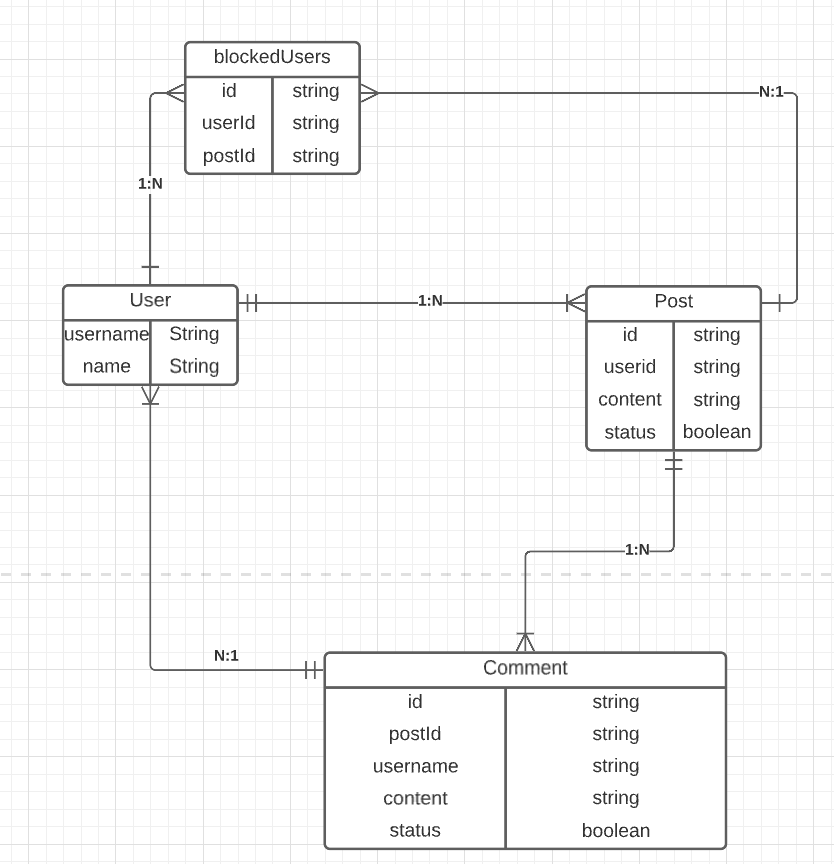 blockedUsers
id string
userId string
postId string
N:1
1:N
User
username String
name String
1:N
Post
id string
userid string
content string
status boolean
1:N
N:1
Comment
id string
postId string
username string
content string
status boolean